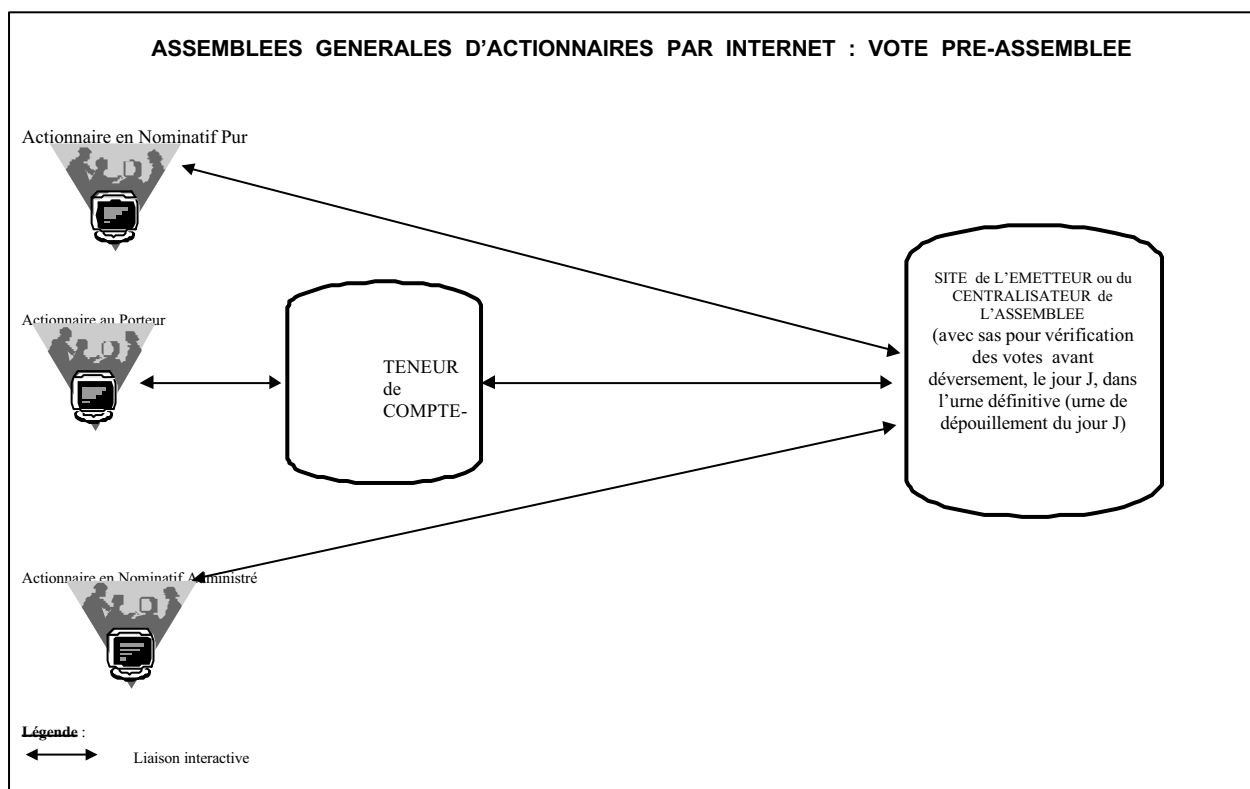 ASSEMBLEES GENERALES D'ACTIONNAIRES PAR INTERNET : VOTE PRE-ASSEMBLEE
Actionnaire en Nominatif Pur
SITE de L'EMETTEUR ou du
CENTRALISATEUR de
L'ASSEMBLEE
(avec sas pour vérification
des votes avant
déversement, le jour J, dans
l'urne définitive (urne de
dépouillement du jour J)
Actionnaire au Porteur
TENEUR
de
COMPTE-
Actionnaire en Nominatif Administré
Légende :
Liaison interactive